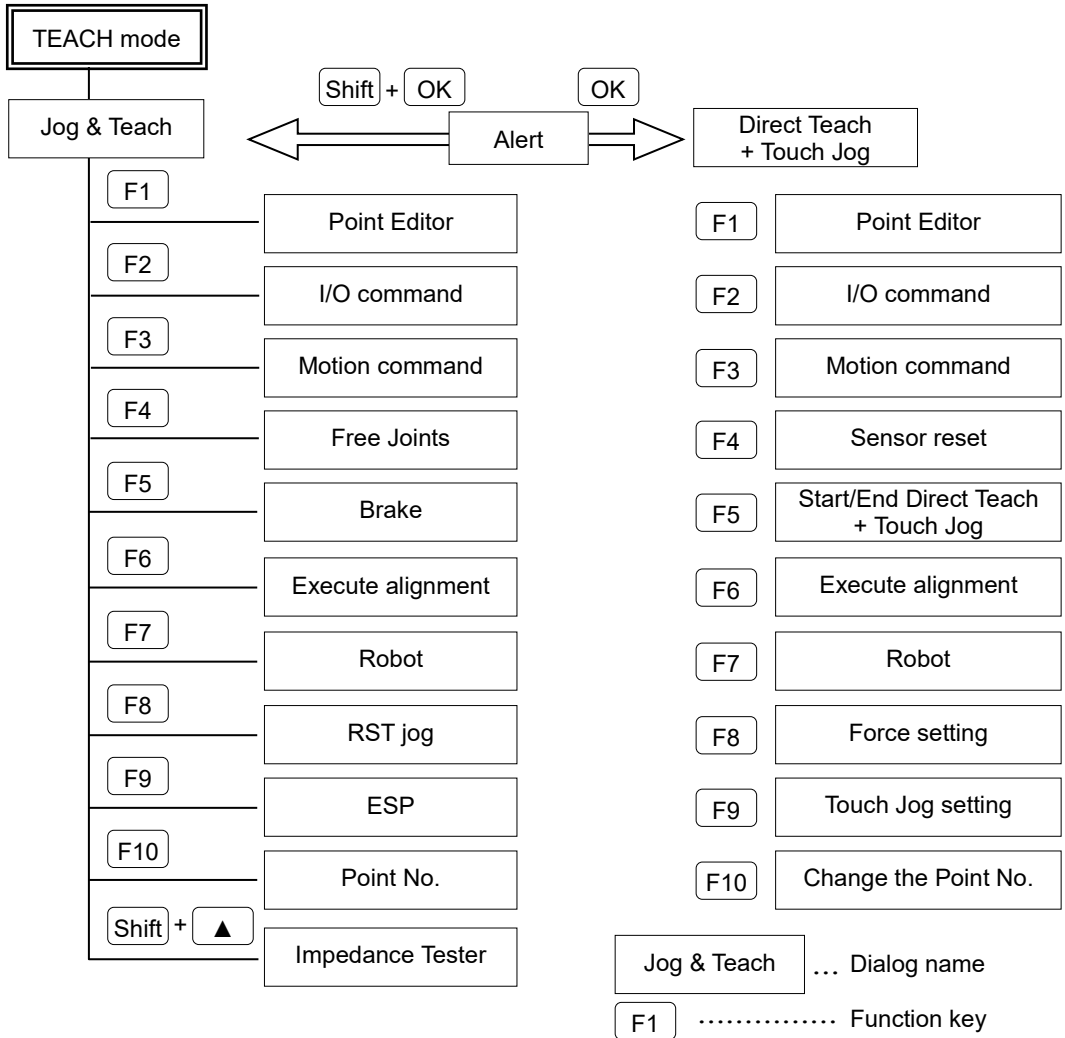 TEACH mode
Shift + OK
OK
Jog & Teach
Alert
Direct Teach
+ Touch Jog
F1
Point Editor
F2
I/O command
F3
Motion command
F4
Free Joints
F5
Brake
F6
Execute alignment
F7
Robot
F8
RST jog
F9
ESP
F10
Point No.
Shift + ▲
Impedance Tester
F1
Point Editor
F2
I/O command
F3
Motion command
F4
Sensor reset
F5
Start/End Direct Teach
+ Touch Jog
F6
Execute alignment
F7
Robot
F8
Force setting
F9
Touch Jog setting
F10
Change the Point No.
Jog & Teach ... Dialog name
F1 ............... Function key